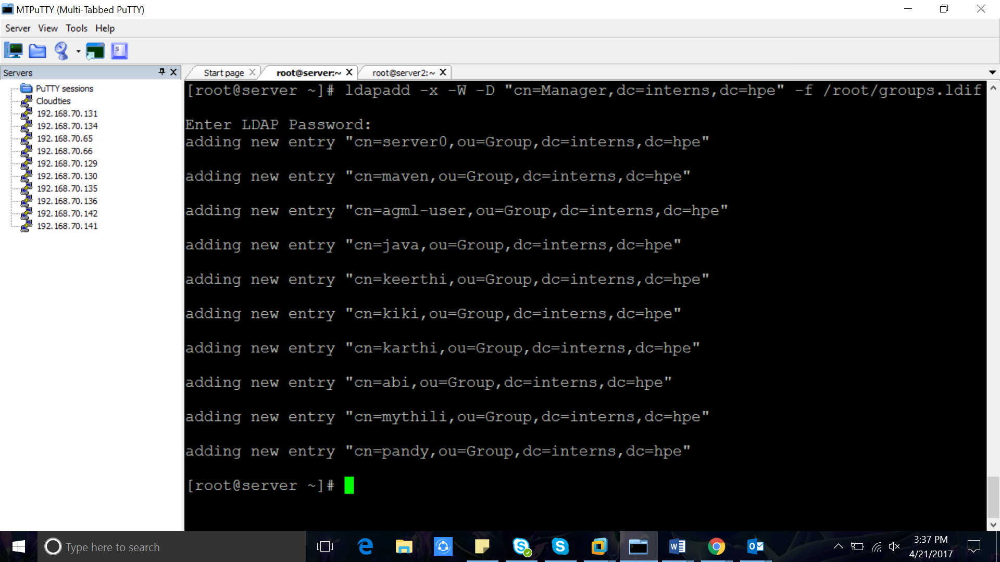 MTPuTTY (Multi-Tabbed PuTTY)
Server View Tools Help
Servers
PuTTY sessions
Cloudties
192.168.70.131
192.168.70.134
192.168.70.65
192.168.70.66
192.168.70.129
192.168.70.130
192.168.70.135
192.168.70.136
192.168.70.142
192.168.70.141
Start page root@server:~ root@server2:~
[root@server ~]# ldapadd -x -W -D "cn=Manager,dc=interns,dc=hpe" -f /root/groups.ldif
Enter LDAP Password:
adding new entry "cn=server0,ou=Group,dc=interns,dc=hpe"
adding new entry "cn=maven,ou=Group,dc=interns,dc=hpe"
adding new entry "cn=agml-user,ou=Group,dc=interns,dc=hpe"
adding new entry "cn=java,ou=Group,dc=interns,dc=hpe"
adding new entry "cn=keerthi,ou=Group,dc=interns,dc=hpe"
adding new entry "cn=kiki,ou=Group,dc=interns,dc=hpe"
adding new entry "cn=karthi,ou=Group,dc=interns,dc=hpe"
adding new entry "cn=abi,ou=Group,dc=interns,dc=hpe"
adding new entry "cn=mythili,ou=Group,dc=interns,dc=hpe"
adding new entry "cn=pandy,ou=Group,dc=interns,dc=hpe"
[root@server ~]#
Type here to search
3:37 PM
4/21/2017